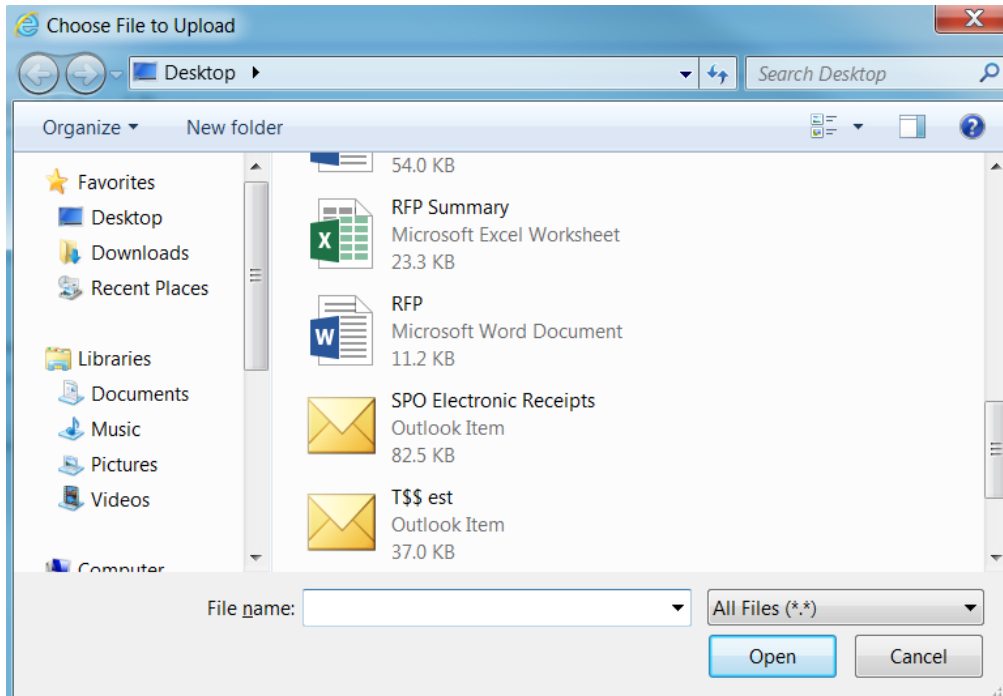 Choose File to Upload
Desktop
Search Desktop
Organize
New folder
Favorites
Desktop
Downloads
Recent Places
Libraries
Documents
Music
Pictures
Videos
Computer
54.0 KB
RFP Summary
Microsoft Excel Worksheet
23.3 KB
RFP
Microsoft Word Document
11.2 KB
SPO Electronic Receipts
Outlook Item
82.5 KB
T$$ est
Outlook Item
37.0 KB
File name:
All Files (*.*)
Open
Cancel